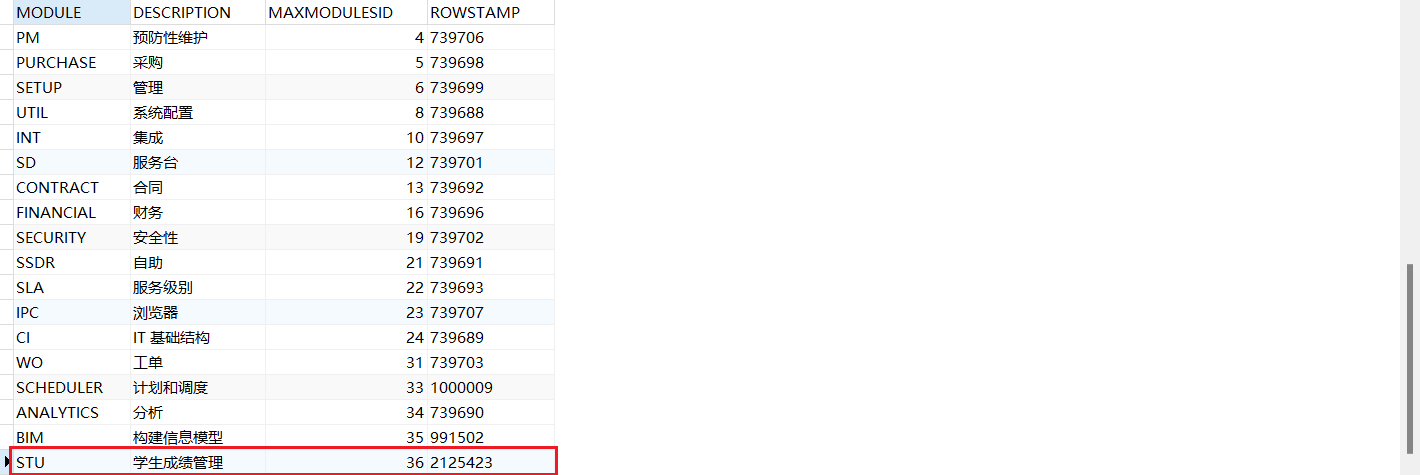 MODULE DESCRIPTION MAXMODULESID ROWSTAMP
PM 预防性维护 4 739706
PURCHASE 采购 5 739698
SETUP 管理 6 739699
UTIL 系统配置 8 739688
INT 集成 10 739697
SD 服务台 12 739701
CONTRACT 合同 13 739692
FINANCIAL 财务 16 739696
SECURITY 安全性 19 739702
SSDR 自助 21 739691
SLA 服务级别 22 739693
IPC 浏览器 23 739707
CI IT 基础结构 24 739689
WO 工单 31 739703
SCHEDULER 计划和调度 33 1000009
ANALYTICS 分析 34 739690
BIM 构建信息模型 35 991502
STU 学生成绩管理 36 2125423